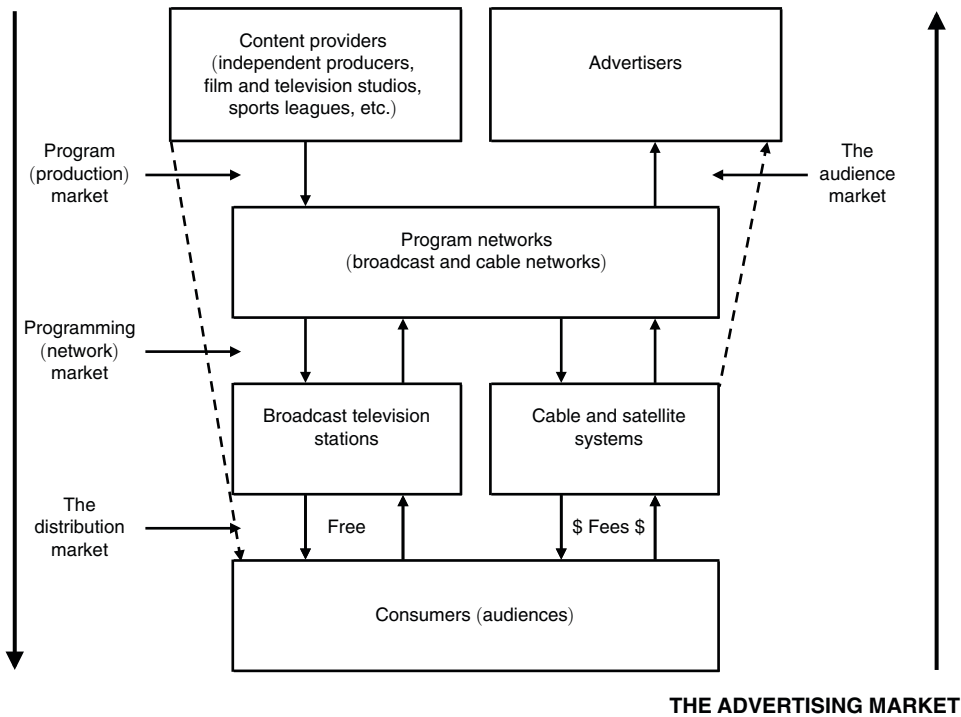 Content providers
(independent producers,
film and television studios,
sports leagues, etc.)
Advertisers
Program
(production)
market
The
audience
market
Program networks
(broadcast and cable networks)
Programming
(network)
market
Broadcast television
stations
Cable and satellite
systems
The
distribution
market
Free
$ Fees $
Consumers (audiences)
THE ADVERTISING MARKET